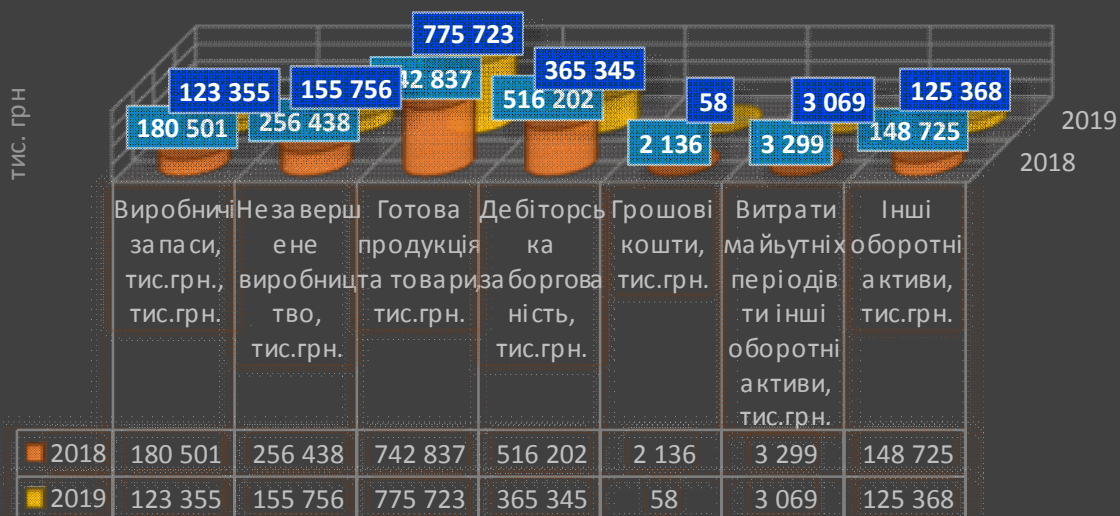 775 723
365 345
42 837
155 756
123 355
58
3 069
125 368
516 202
180 501
256 438
2 136
3 299
148 725
2019
2018
тис. грн
Виробничі
запаси,
тис.грн.,
тис.грн.
Незаверш
ене
виробницт
тво,
тис.грн.
Готова
продукція
та товари,
тис.грн.
Дебіторсь
ка
заборгова
ність,
тис.грн.
Грошові
кошти,
тис.грн.
Витрати
майьутніх
періодів
ти інші
оборотні
активи,
тис.грн.
Інші
оборотні
активи,
тис.грн.
2018 180 501 256 438 742 837 516 202 2 136 3 299 148 725
2019 123 355 155 756 775 723 365 345 58 3 069 125 368